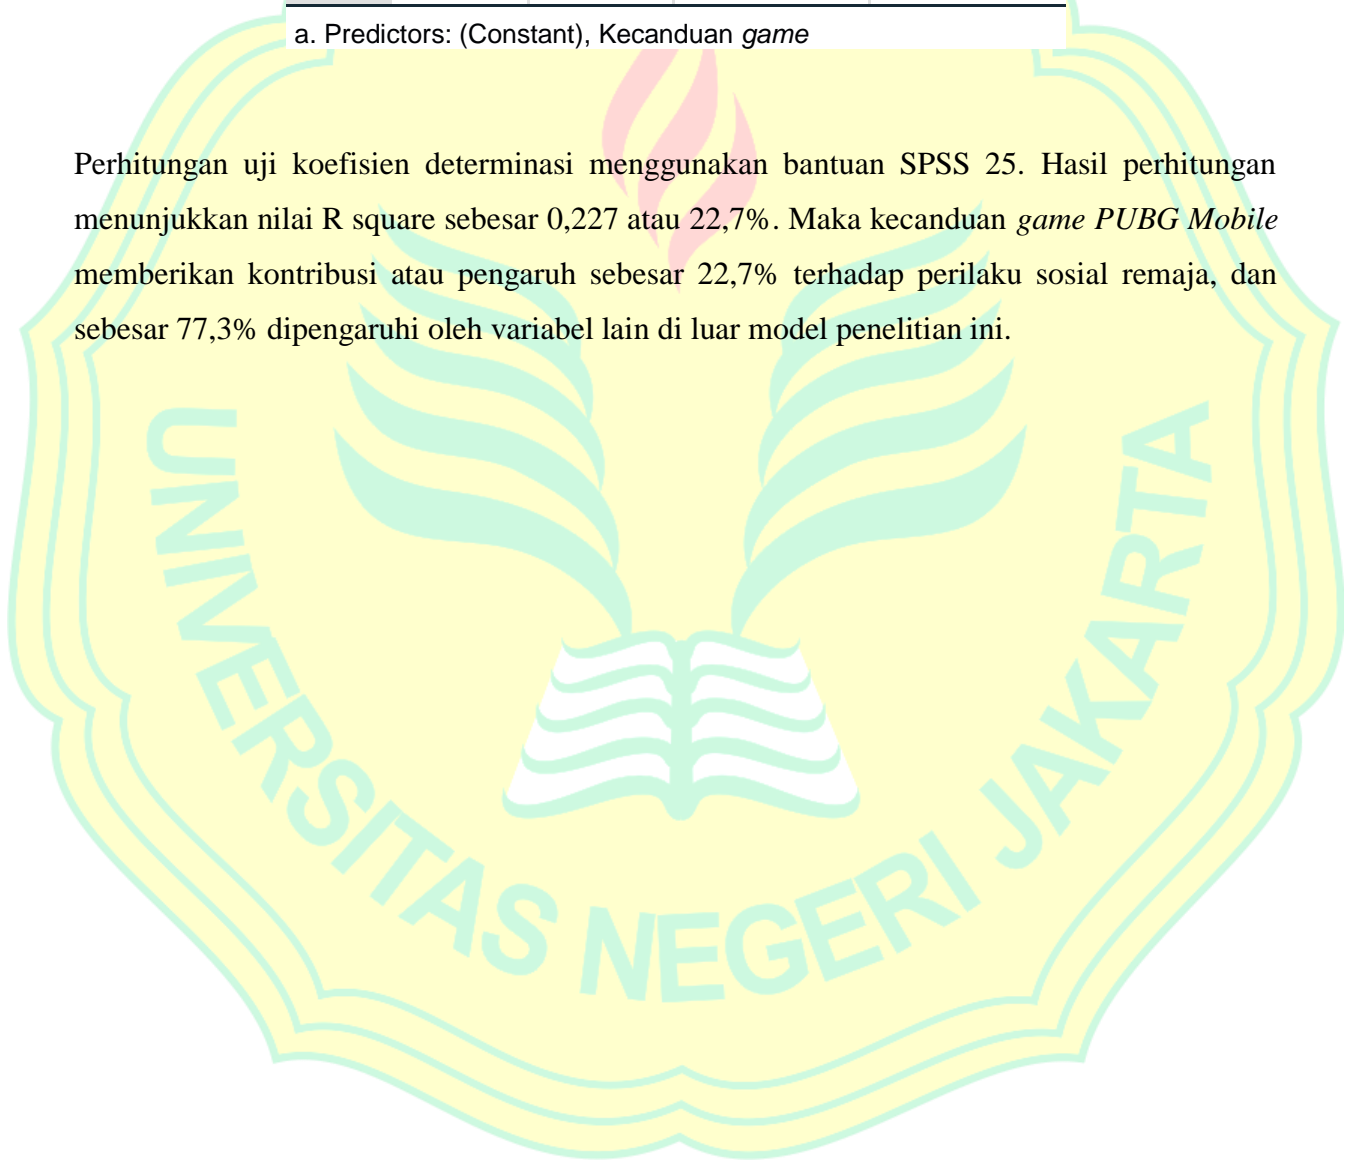 a. Predictors: (Constant), Kecanduan game
Perhitungan uji koefisien determinasi menggunakan bantuan SPSS 25. Hasil perhitungan
menunjukkan nilai R square sebesar 0,227 atau 22,7%. Maka kecanduan game PUBG Mobile
memberikan kontribusi atau pengaruh sebesar 22,7% terhadap perilaku sosial remaja, dan
sebesar 77,3% dipengaruhi oleh variabel lain di luar model penelitian ini.
UNIVERSITAS NEGERI JAKARTA